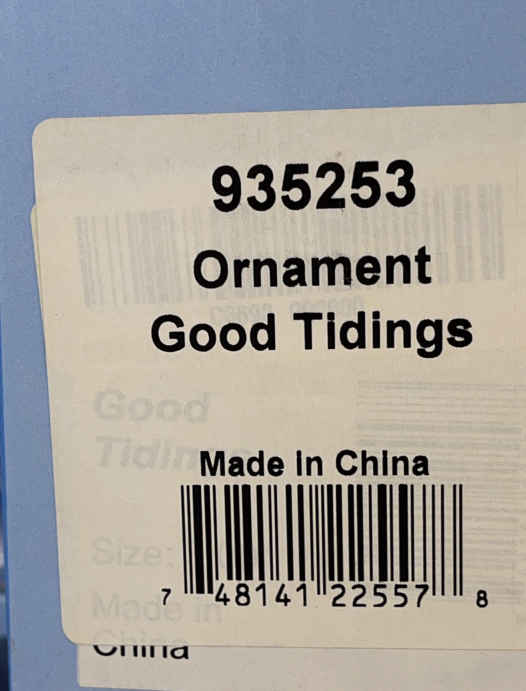 935253
Ornament
Good Tidings
Good
Made in China
Size:
7 48141 22557 8
Made in
China